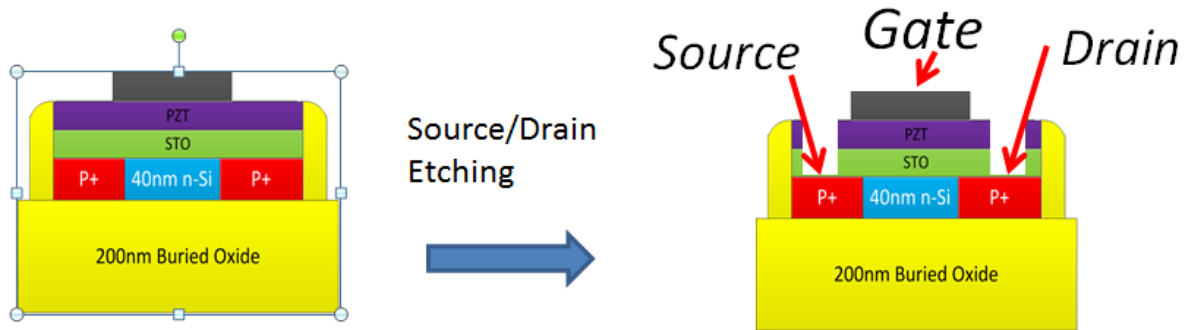 PZT
STO
P+ 40nm n-Si P+
200nm Buried Oxide
Source/Drain
Etching
Source Gate Drain
PZT
STO
P+ 40nm n-Si P+
200nm Buried Oxide